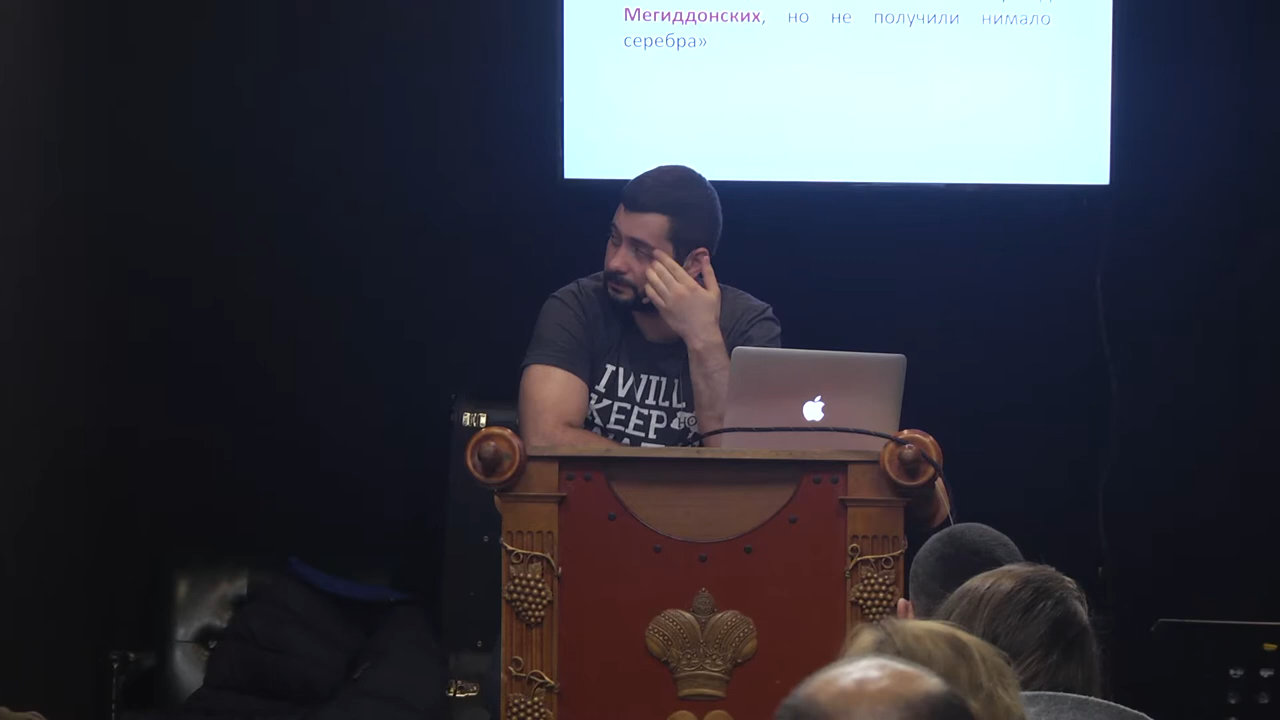 Мегиддонских, но не получили нимало
серебра»
I WILL
KEEP